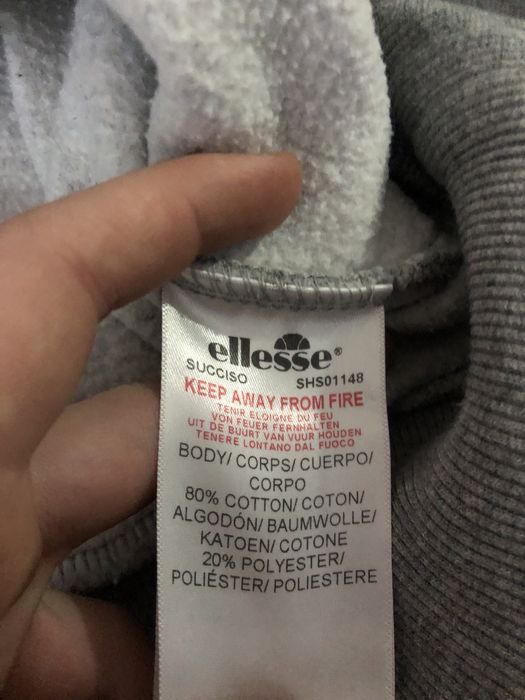 ellesse®
SUCCISO SHS01148
KEEP AWAY FROM FIRE
TENIR ELOIGNE DU FEU
VON FEUER FERNHALTEN
UIT DE BUURT VAN VUUR HOUDEN
TENERE LONTANO DAL FUOCO
BODY/ CORPS/ CUERPO/
CORPO
80% COTTON/ COTON/
ALGODÓN/ BAUMWOLLE/
KATOEN/ COTONE
20% POLYESTER/
POLIÉSTER/ POLIESTERE